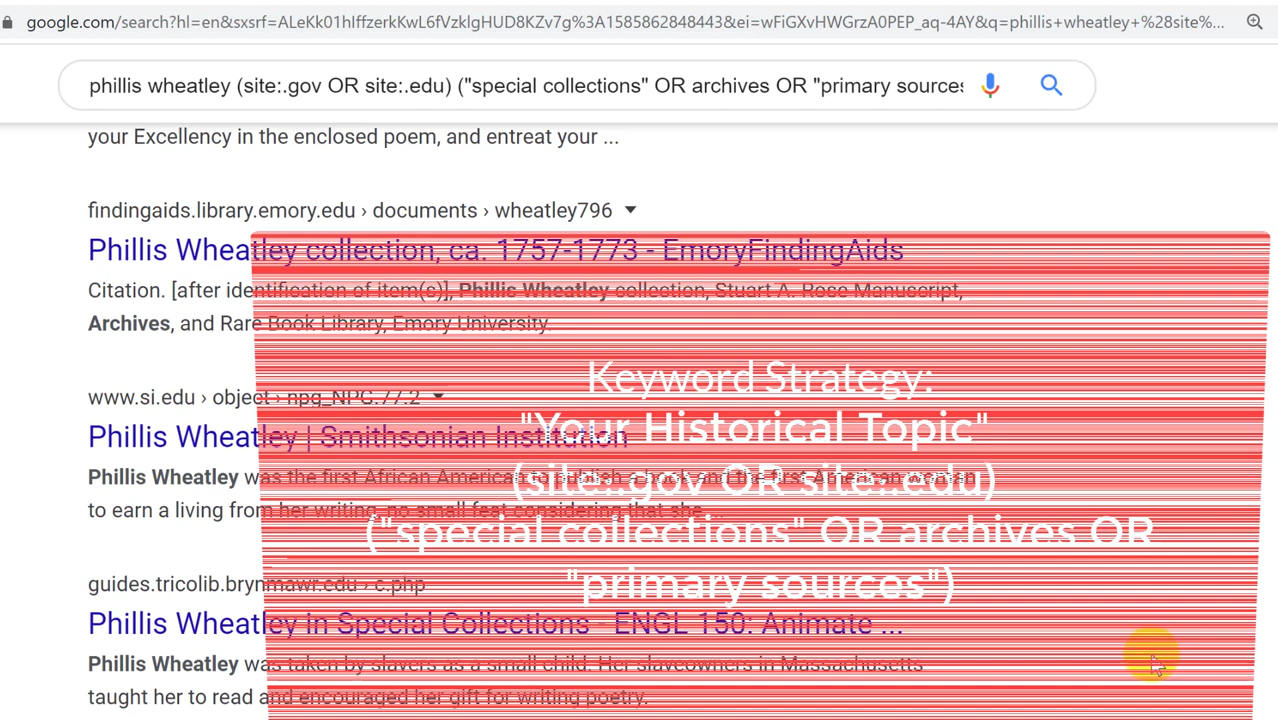 google.com/search?hl=en&sxsrf=ALeKk01hIffzerkKwL6fVzklgHUD8KZv7g%3A1585862848443&ei=wFiGXvHWGrzA0PEP_aq-4AY&q=phillis+wheatley+%28site%...
phillis wheatley (site:.gov OR site:.edu) ("special collections" OR archives OR "primary sources
your Excellency in the enclosed poem, and entreat your ...
findingaids.library.emory.edu › documents › wheatley796
Phillis Wheatley collection, ca. 1757-1773 - EmoryFindingAids
Citation. [after identification of item(s)], Phillis Wheatley collection, Stuart A. Rose Manuscript,
Archives, and Rare Book Library, Emory University.
Keyword Strategy:
www.si.edu › object › npg_NPG.77.2
"Your Historical Topic"
Phillis Wheatley | Smithsonian Institution
(site:.gov OR site:.edu)
Phillis Wheatley was the first African American to publish a book and the first American woman
to earn a living from her writing, no small feat considering that she ...
("special collections" OR archives OR
"primary sources")
guides.tricolib.brynmawr.edu › c.php
Phillis Wheatley in Special Collections - ENGL 150: Animate ...
Phillis Wheatley was taken by slavers as a small child. Her slaveowners in Massachusetts
taught her to read and encouraged her gift for writing poetry.